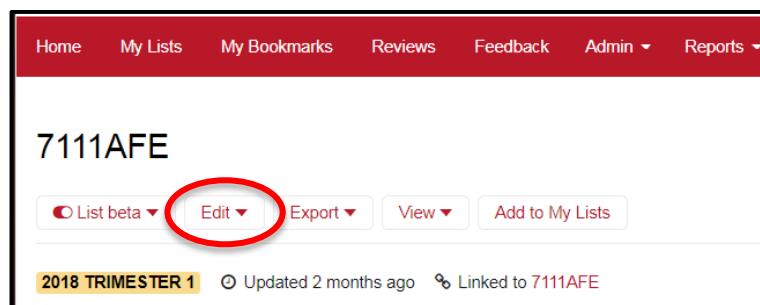 Home My Lists My Bookmarks Reviews Feedback Admin Reports
7111AFE
List beta Edit Export View Add to My Lists
2018 TRIMESTER 1 Updated 2 months ago Linked to 7111AFE